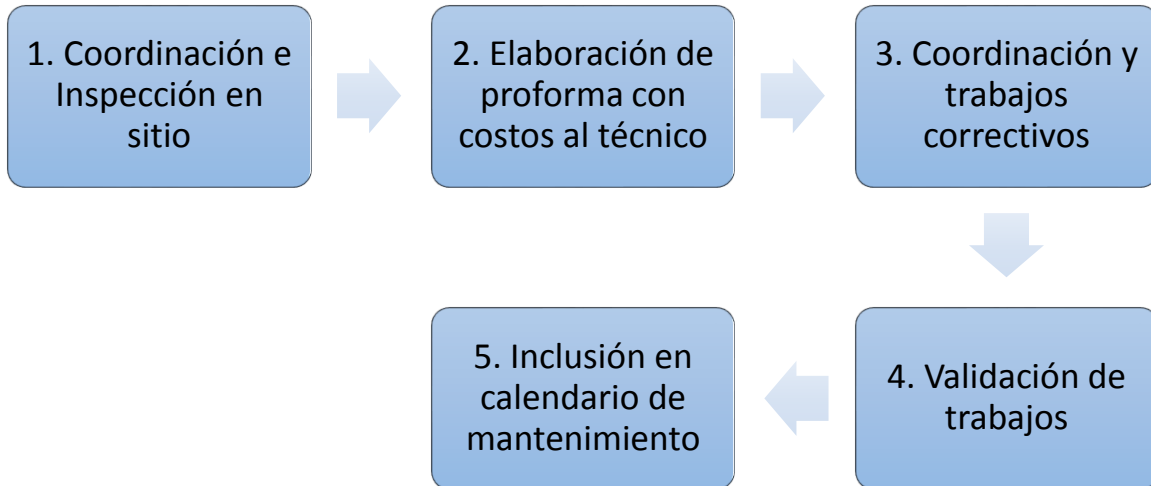 1. Coordinación e
Inspección en
sitio
2. Elaboración de
proforma con
costos al técnico
3. Coordinación y
trabajos
correctivos
4. Validación de
trabajos
5. Inclusión en
calendario de
mantenimiento